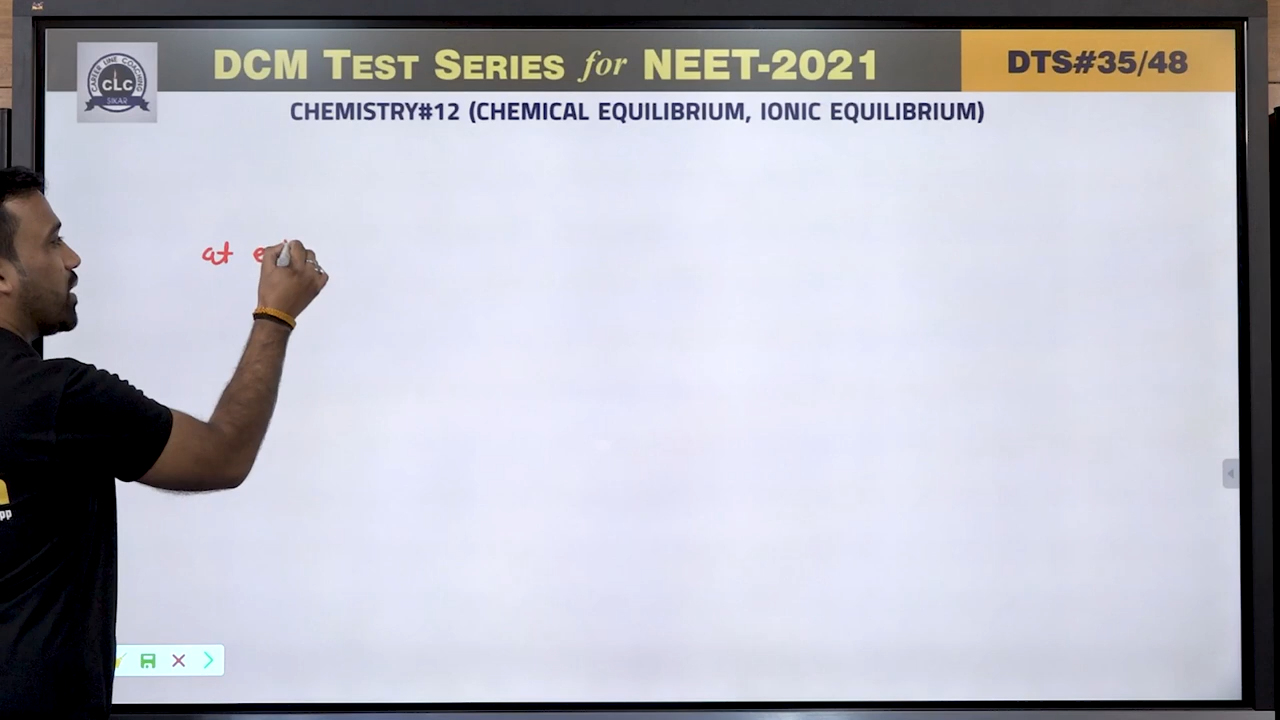 DCM TEST SERIES for NEET-2021
DTS#35/48
CAREER LINE COACHING
CLC
SIKAR
CHEMISTRY#12 (CHEMICAL EQUILIBRIUM, IONIC EQUILIBRIUM)
at e
pp